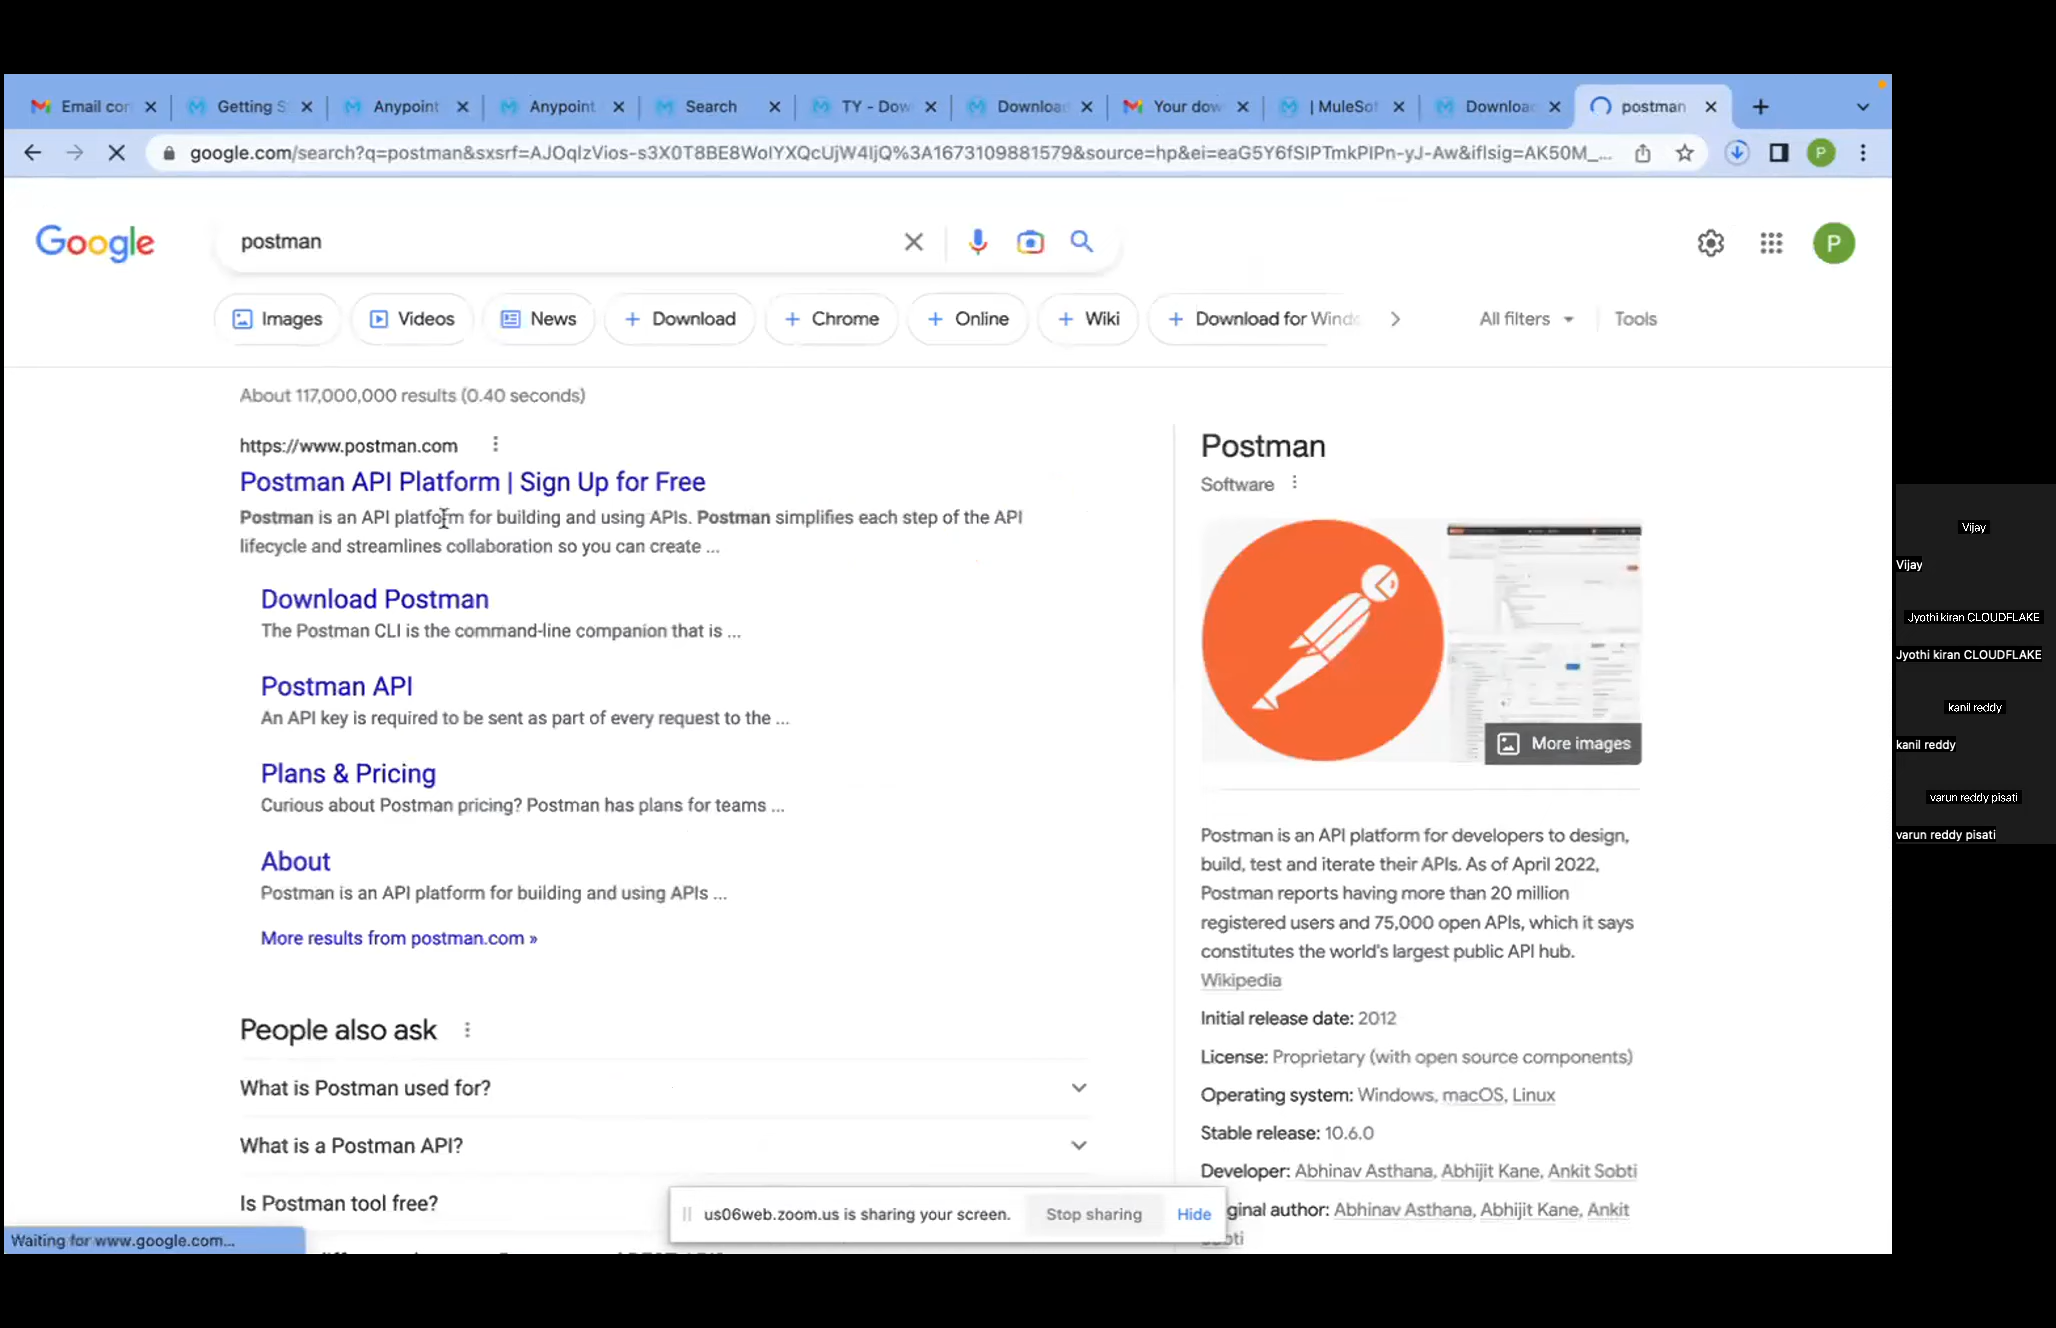 Email cor
Getting S
Anypoint
Anypoint
Search
TY - Dow
Downloa
Your dow
| MuleSof
Downloa
postman
google.com/search?q=postman&sxsrf=AJOqlzVios-s3X0T8BE8WolYXQcUjW4IjQ%3A1673109881579&source=hp&ei=eaG5Y6fSIPTmkPIPn-yJ-Aw&iflsig=AK50M_...
P
Google
postman
P
Images
Videos
News
Download
Chrome
Online
Wiki
Download for Windo
All filters
Tools
About 117,000,000 results (0.40 seconds)
https://www.postman.com
Postman API Platform | Sign Up for Free
Postman is an API platform for building and using APIs. Postman simplifies each step of the API
lifecycle and streamlines collaboration so you can create ...
Download Postman
The Postman CLI is the command-line companion that is ...
Postman API
An API key is required to be sent as part of every request to the ...
Plans & Pricing
Curious about Postman pricing? Postman has plans for teams ...
About
Postman is an API platform for building and using APIs ...
More results from postman.com »
People also ask
What is Postman used for?
What is a Postman API?
Is Postman tool free?
Postman
Software
More images
Postman is an API platform for developers to design,
build, test and iterate their APIs. As of April 2022,
Postman reports having more than 20 million
registered users and 75,000 open APIs, which it says
constitutes the world's largest public API hub.
Wikipedia
Initial release date: 2012
License: Proprietary (with open source components)
Operating system: Windows, macOS, Linux
Stable release: 10.6.0
Developer: Abhinav Asthana, Abhijit Kane, Ankit Sobti
ginal author: Abhinav Asthana, Abhijit Kane, Ankit
us06web.zoom.us is sharing your screen.
Stop sharing
Hide
Waiting for www.google.com...
Vijay
Vijay
Jyothi kiran CLOUDFLAKE
Jyothi kiran CLOUDFLAKE
kanil reddy
kanil reddy
varun reddy pisati
varun reddy pisati